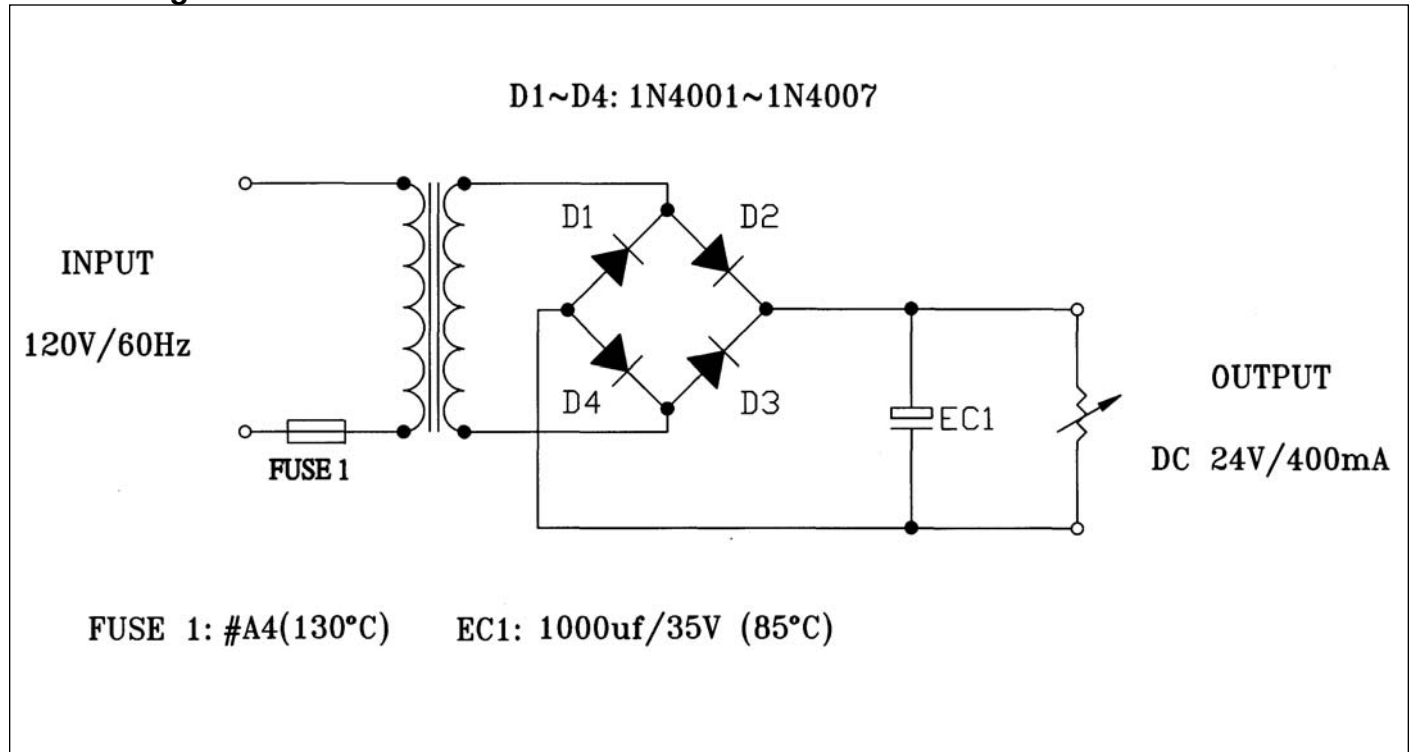 D1~D4: 1N4001~1N4007
D1
D2
INPUT
120V/60Hz
D4
D3
EC1
OUTPUT
DC 24V/400mA
FUSE 1
FUSE 1: #A4(130°C)
EC1: 1000uf/35V (85°C)